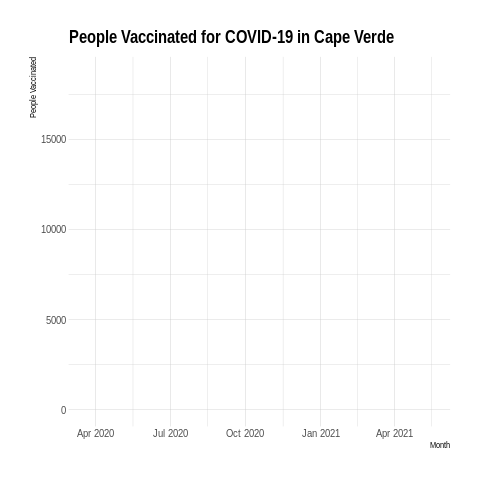 People Vaccinated for COVID-19 in Cape Verde
People Vaccinated
15000
10000
5000
0
Apr 2020 Jul 2020 Oct 2020 Jan 2021 Apr 2021
Month